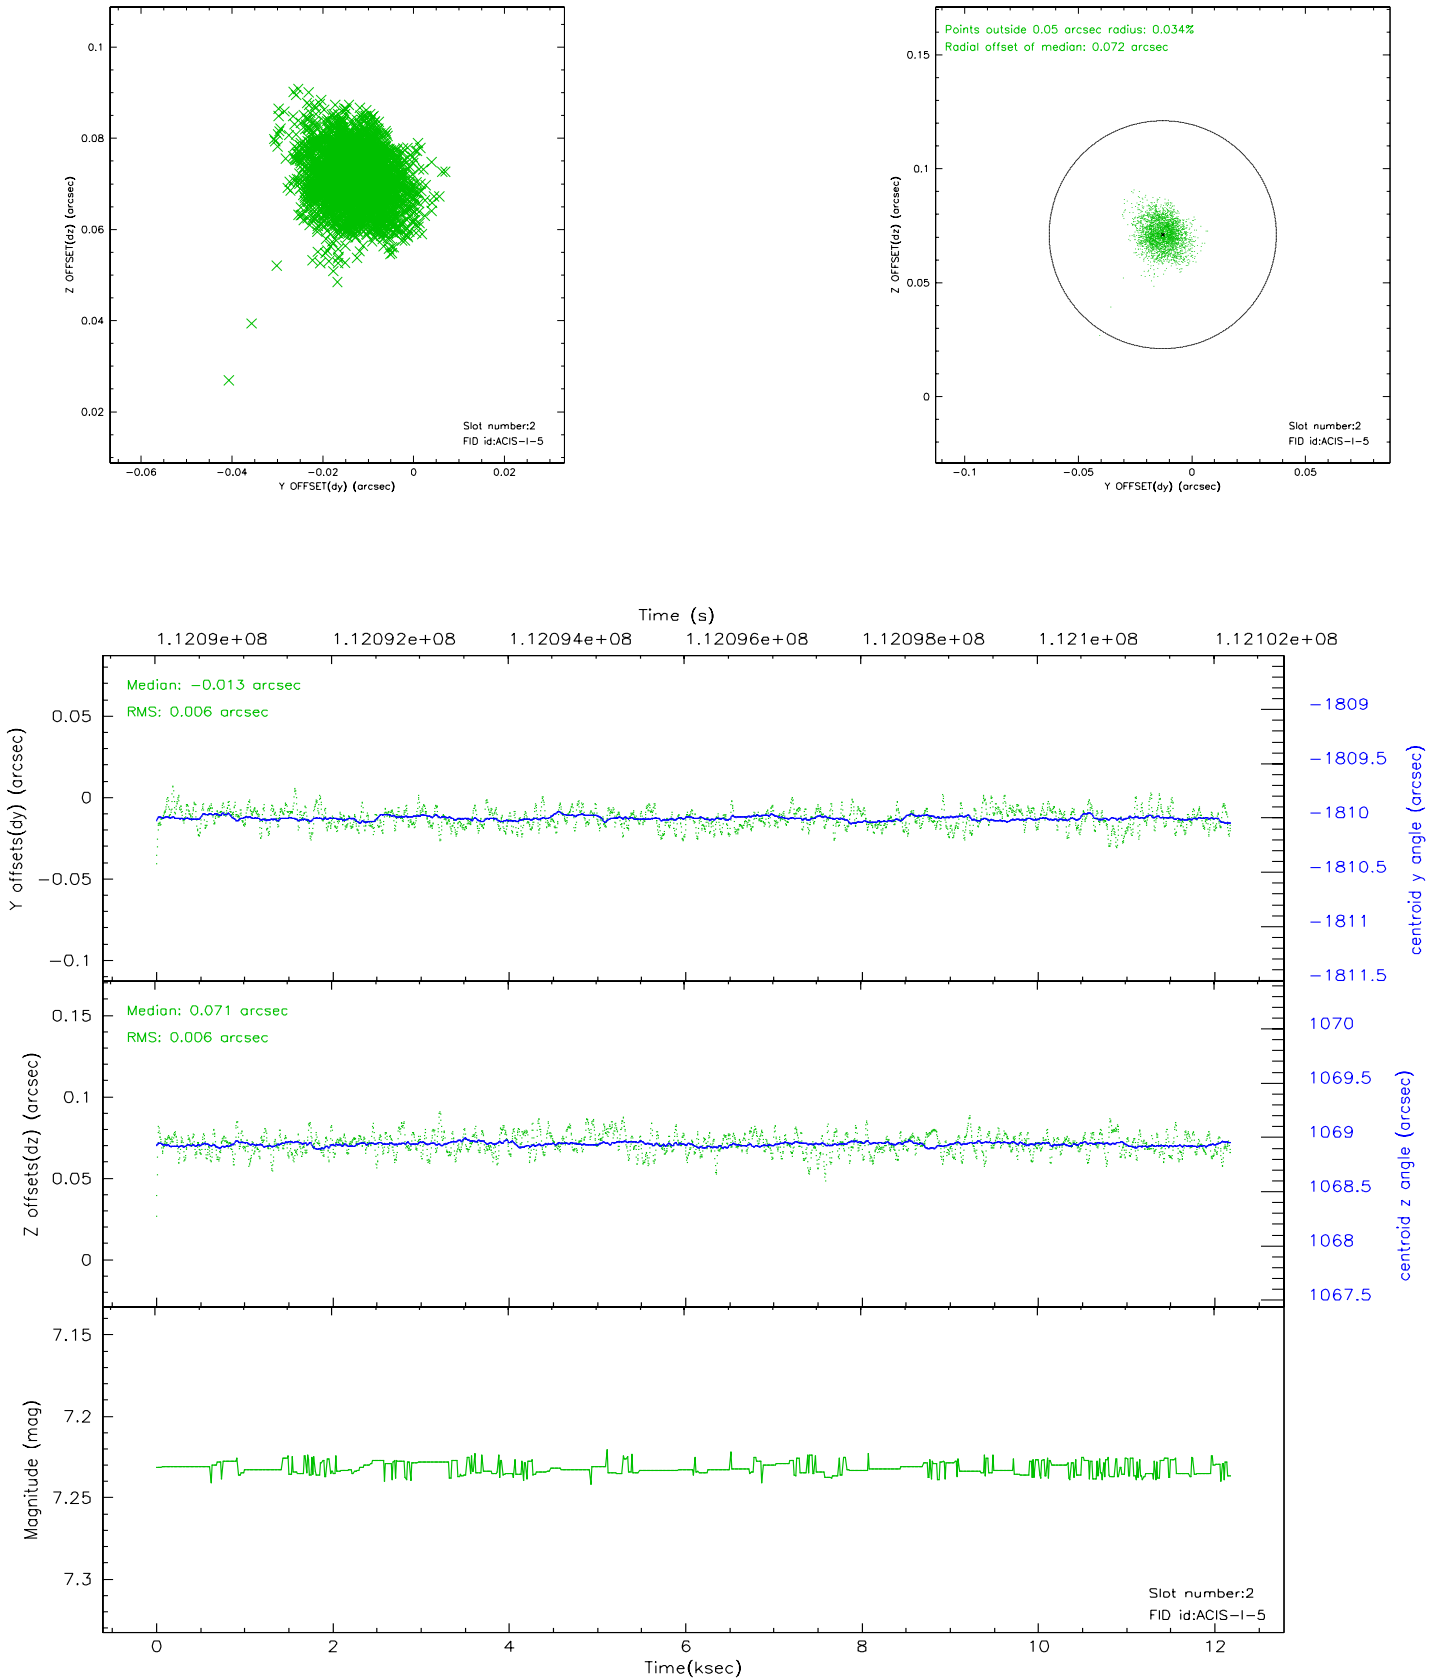 0.1
0.08
0.06
0.04
0.02
Z OFFSET(dz) (arcsec)
Slot number:2
FID id:ACIS-I-5
-0.06 -0.04 -0.02 0 0.02
Y OFFSET(dy) (arcsec)
Points outside 0.05 arcsec radius: 0.034%
Radial offset of median: 0.072 arcsec
0.15
0.1
0.05
0
Z OFFSET(dz) (arcsec)
Slot number:2
FID id:ACIS-I-5
-0.1 -0.05 0 0.05
Y OFFSET(dy) (arcsec)
Time (s)
1.1209e+08 1.12092e+08 1.12094e+08 1.12096e+08 1.12098e+08 1.121e+08 1.12102e+08
Median: -0.013 arcsec
RMS: 0.006 arcsec
0.05
0
-0.05
-0.1
Y offsets(dy) (arcsec)
-1809
-1809.5
-1810
-1810.5
-1811
-1811.5
centroid y angle (arcsec)
Median: 0.071 arcsec
RMS: 0.006 arcsec
0.15
0.1
0.05
0
Z offsets(dz) (arcsec)
1070
1069.5
1069
1068.5
1068
1067.5
centroid z angle (arcsec)
7.15
7.2
7.25
7.3
Magnitude (mag)
Slot number:2
FID id:ACIS-I-5
0 2 4 6 8 10 12
Time(ksec)